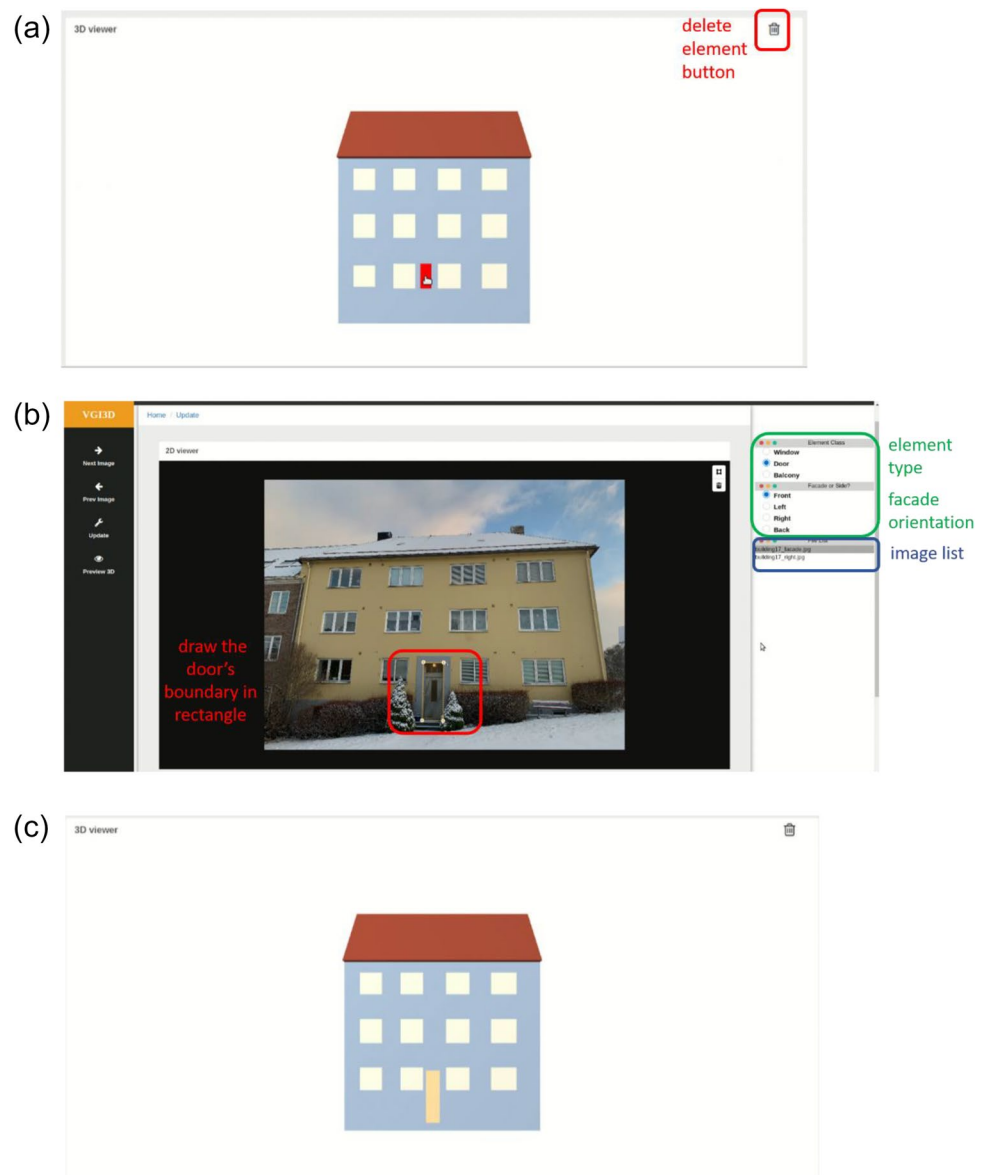 (a)
3D viewer
delete
element
button
(b)
VGI3D
Home
Update
Next Image
Prev Image
Update
Preview 3D
2D viewer
draw the
door's
boundary in
rectangle
Element Class
Window
Door
Balcony
Facade or Side?
Front
Left
Right
Back
File List
building17_facade.jpg
building17_right.jpg
element
type
facade
orientation
image list
(c)
3D viewer